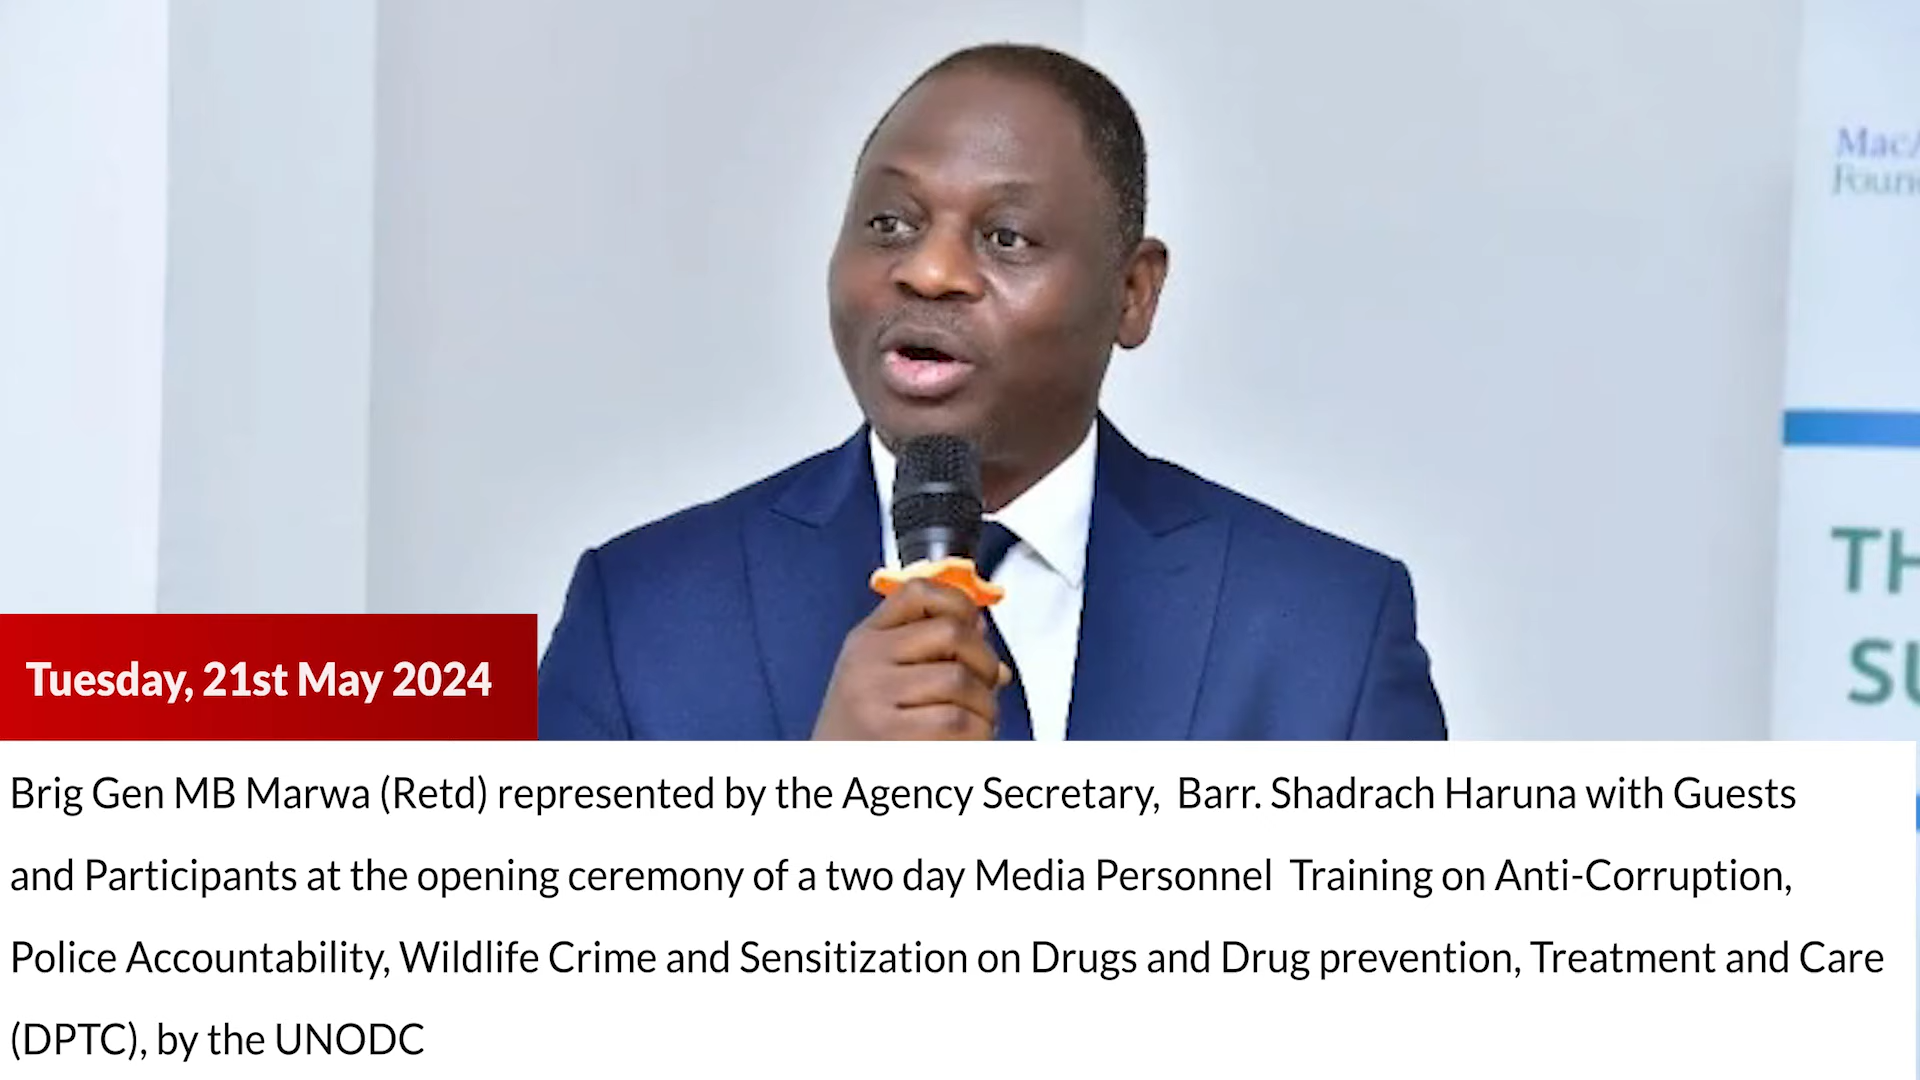 Tuesday, 21st May 2024
Brig Gen MB Marwa (Retd) represented by the Agency Secretary,  Barr. Shadrach Haruna with Guests
and Participants at the opening ceremony of a two day Media Personnel  Training on Anti-Corruption,
Police Accountability, Wildlife Crime and Sensitization on Drugs and Drug prevention, Treatment and Care
(DPTC), by the UNODC